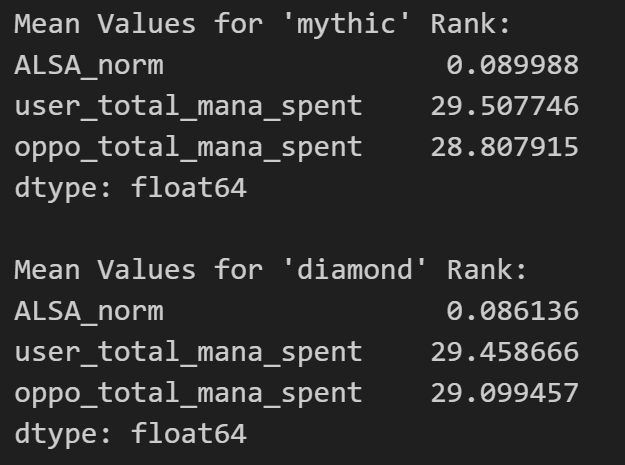 Mean Values for 'mythic' Rank:
ALSA_norm                 0.089988
user_total_mana_spent    29.507746
oppo_total_mana_spent    28.807915
dtype: float64

Mean Values for 'diamond' Rank:
ALSA_norm                 0.086136
user_total_mana_spent    29.458666
oppo_total_mana_spent    29.099457
dtype: float64